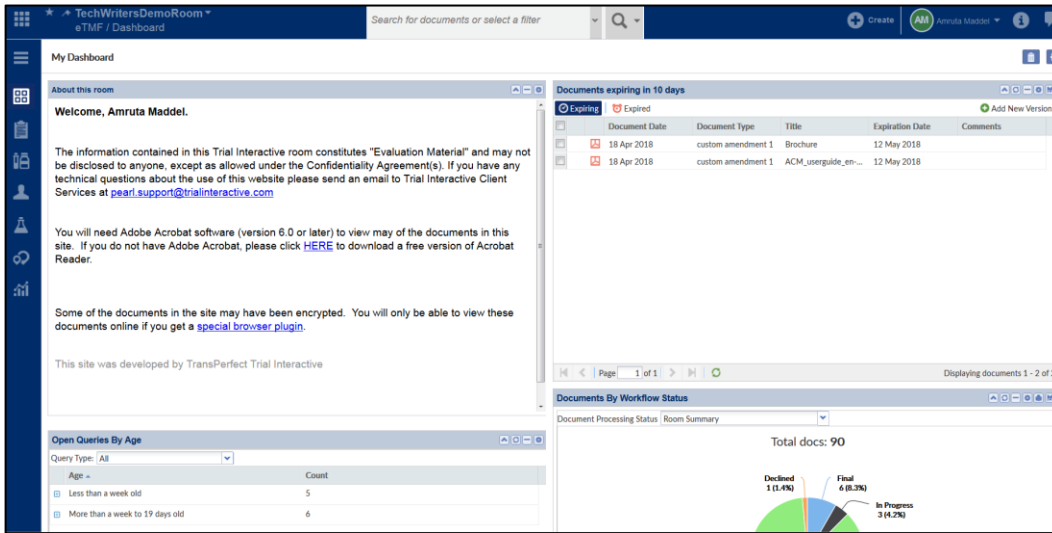 TechWritersDemoRoom
eTMF / Dashboard
Search for documents or select a filter
Create
AM
Amruta Maddel
My Dashboard
About this room
Welcome, Amruta Maddel.
The information contained in this Trial Interactive room constitutes "Evaluation Material" and may not
be disclosed to anyone, except as allowed under the Confidentiality Agreement(s). If you have any
technical questions about the use of this website please send an email to Trial Interactive Client
Services at pearl.support@trialinteractive.com
You will need Adobe Acrobat software (version 6.0 or later) to view may of the documents in this
site. If you do not have Adobe Acrobat, please click HERE to download a free version of Acrobat
Reader.
Some of the documents in the site may have been encrypted. You will only be able to view these
documents online if you get a special browser plugin.
This site was developed by TransPerfect Trial Interactive
Open Queries By Age
Query Type: All
Age Count
Less than a week old 5
More than a week to 19 days old 6
Documents expiring in 10 days
Expiring Expired Add New Version
Document Date Document Type Title Expiration Date Comments
18 Apr 2018 custom amendment 1 Brochure 12 May 2018
18 Apr 2018 custom amendment 1 ACM_userguide_en-... 12 May 2018
Page 1 of 1 Displaying documents 1 - 2 of
Documents By Workflow Status
Document Processing Status Room Summary
Total docs: 90
Declined
1 (1.4%)
Final
6 (8.3%)
In Progress
3 (4.2%)